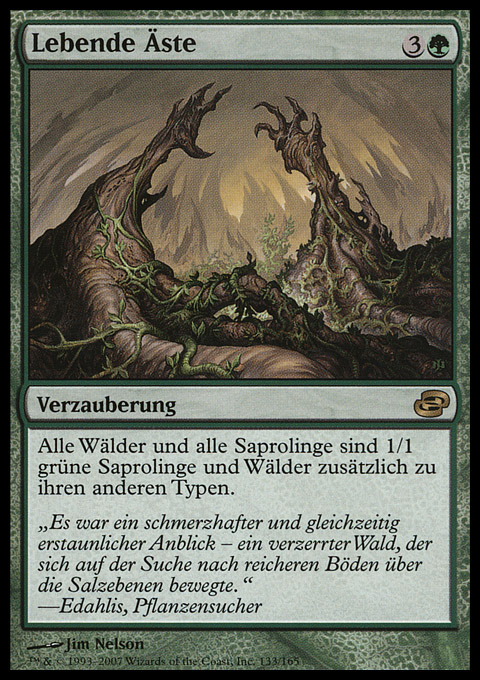 Lebende Äste 3
Verzauberung
Alle Wälder und alle Saprolinge sind 1/1
grüne Saprolinge und Wälder zusätzlich zu
ihren anderen Typen.
„Es war ein schmerzhafter und gleichzeitig
erstaunlicher Anblick – ein verzerrter Wald, der
sich auf der Suche nach reicheren Böden über
die Salzebenen bewegte.“
—Edahlis, Pflanzensucher
Jim Nelson
™ & © 1993–2007 Wizards of the Coast, Inc. 133/165